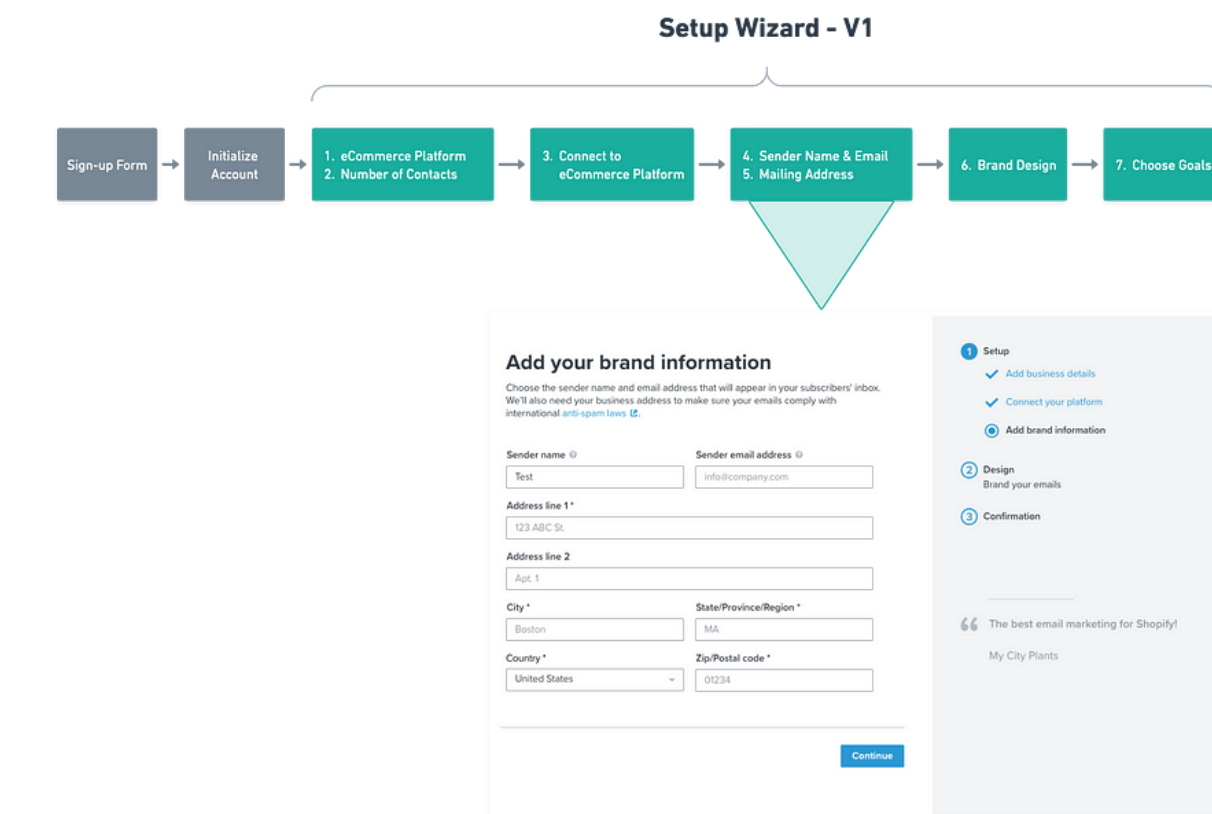 Setup Wizard - V1
Sign-up Form
Initialize
Account
1. eCommerce Platform
2. Number of Contacts
3. Connect to
eCommerce Platform
4. Sender Name & Email
5. Mailing Address
6. Brand Design
7. Choose Goals
Add your brand information
Choose the sender name and email address that will appear in your subscribers' inbox.
We'll also need your business address to make sure your emails comply with
international anti-spam laws.
Sender name
Sender email address
Test
info@company.com
Address line 1 *
123 ABC St.
Address line 2
Apt. 1
City *
State/Province/Region *
Boston
MA
Country *
Zip/Postal code *
United States
01234
Continue
1 Setup
Add business details
Connect your platform
Add brand information
2 Design
Brand your emails
3 Confirmation
The best email marketing for Shopify!
My City Plants